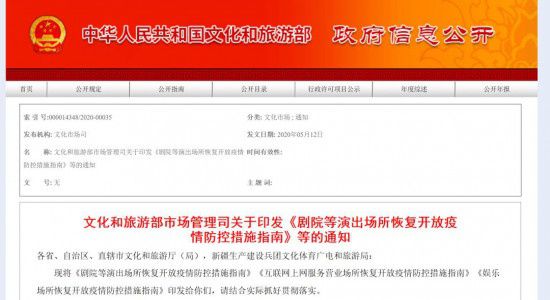 中华人民共和国文化和旅游部 政府信息公开
首页 公开规定 公开指南 公开目录 行政许可项目公示 年度综述 公开年报
索 引 号:000014348/2020-00035 分类: 文化市场 ; 通知
发布机构: 文化市场司 发文日期: 2020年05月12日
名 称: 文化和旅游部市场管理司关于印发《剧院等演出场所恢复开放疫情 时间有效性:
防控措施指南》等的通知
文 号: 无 主 题 词:
文化和旅游部市场管理司关于印发《剧院等演出场所恢复开放疫
情防控措施指南》等的通知
各省、自治区、直辖市文化和旅游厅（局），新疆生产建设兵团文化体育广电和旅游局:
现将《剧院等演出场所恢复开放疫情防控措施指南》《互联网上网服务营业场所恢复开放疫情防控措施指南》《娱乐
场所恢复开放疫情防控措施指南》印发给你们，请结合实际抓好贯彻落实。